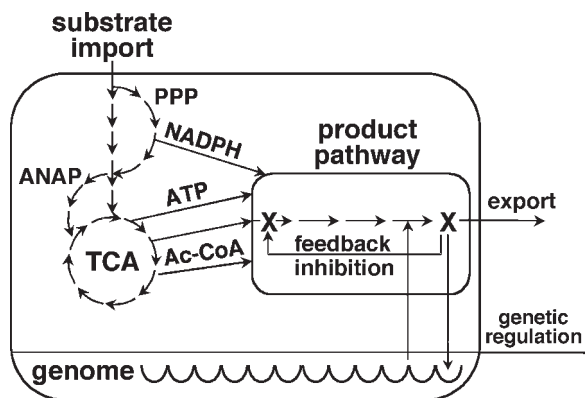 substrate
import
PPP
NADPH
product
pathway
ANAP
ATP
export
X
X
feedback
inhibition
TCA
Ac-CoA
genetic
regulation
genome